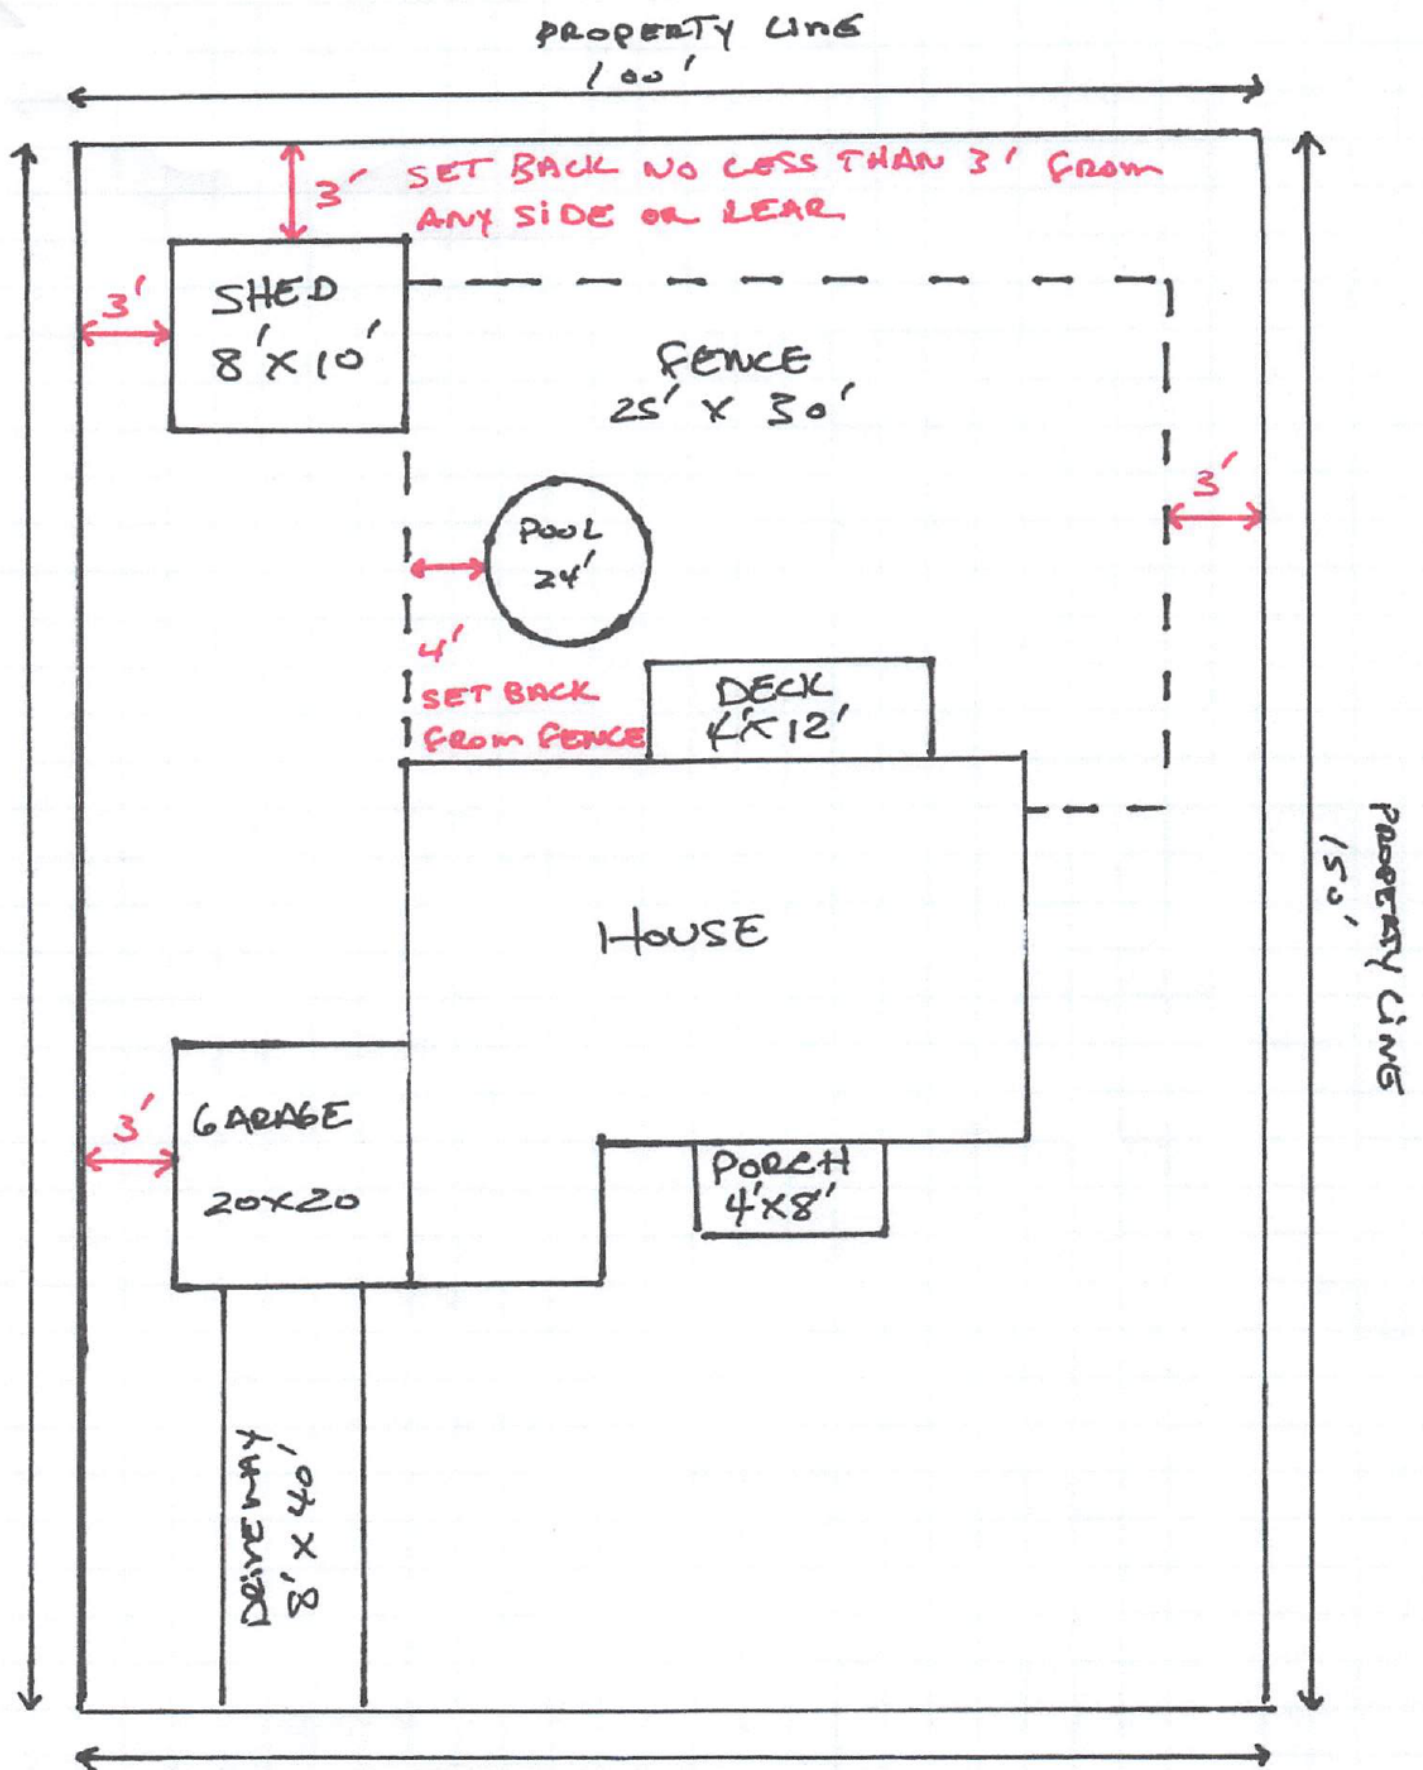 PROPERTY LINE
100'
3'
SET BACK NO LESS THAN 3' FROM
ANY SIDE OR REAR
3'
SHED
8'X10'
FENCE
25' X 30'
3'
POOL
24'
4'
SET BACK
FROM FENCE
DECK
4'X12'
PROPERTY LINE
150'
HOUSE
3'
GARAGE
20X20
PORCH
4'X8''
DRIVEWAY
8' X 40'